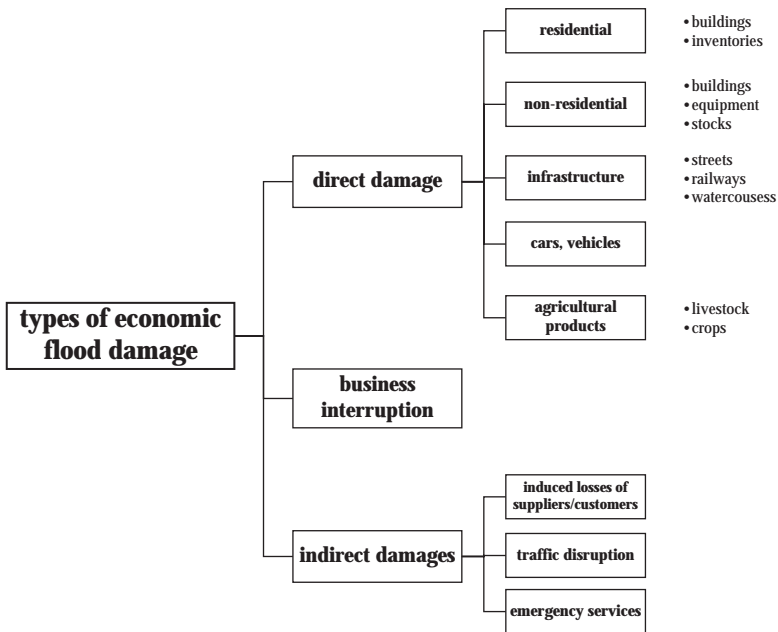 residential
• buildings
• inventories
non-residential
• buildings
• equipment
• stocks
direct damage
infrastructure
• streets
• railways
• watercousess
cars, vehicles
types of economic
flood damage
agricultural
products
• livestock
• crops
business
interruption
induced losses of
suppliers/customers
indirect damages
traffic disruption
emergency services